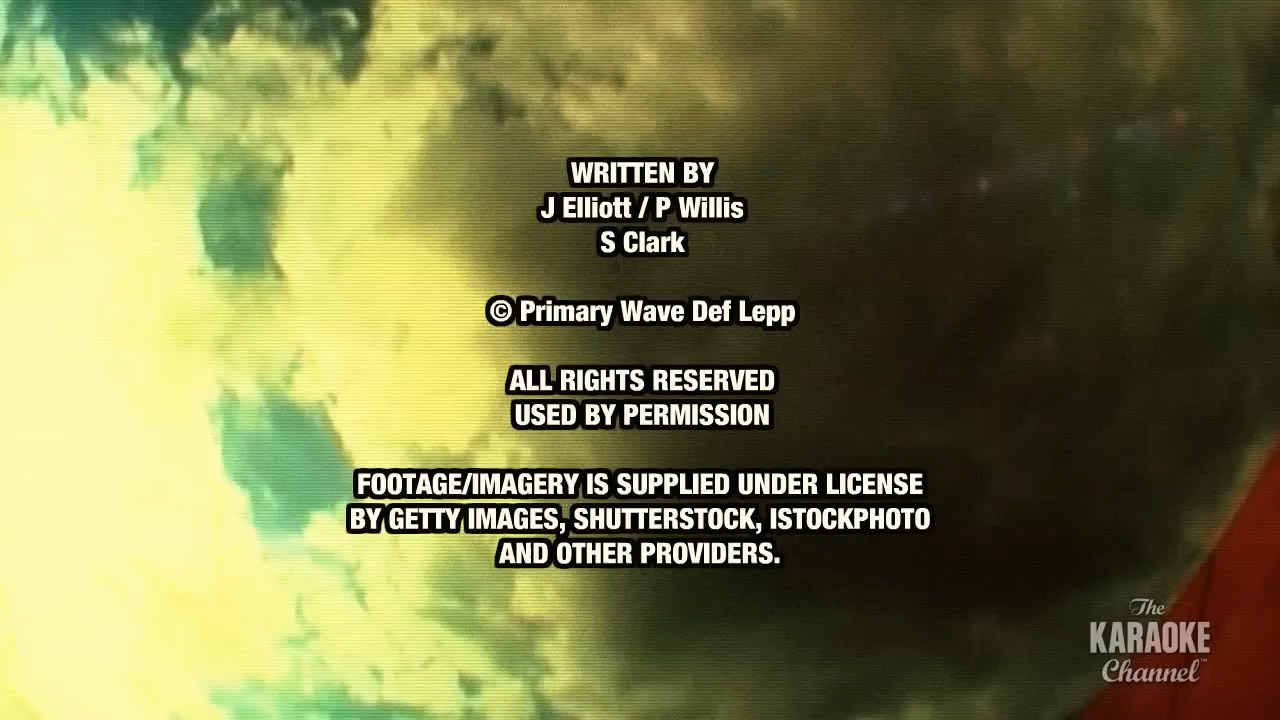 WRITTEN BY
J Elliott / P Willis
S Clark
© Primary Wave Def Lepp
ALL RIGHTS RESERVED
USED BY PERMISSION
FOOTAGE/IMAGERY IS SUPPLIED UNDER LICENSE
BY GETTY IMAGES, SHUTTERSTOCK, ISTOCKPHOTO
AND OTHER PROVIDERS.
The
KARAOKE
Channel™